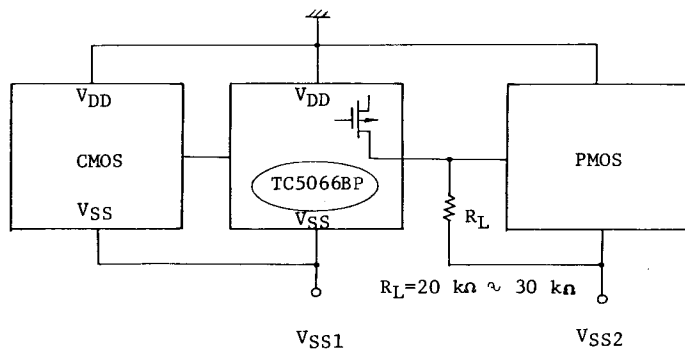 VDD
VDD
CMOS
PMOS
TC5066BP
VSS
VSS
RL
RL=20 kΩ ~ 30 kΩ
VSS1
VSS2